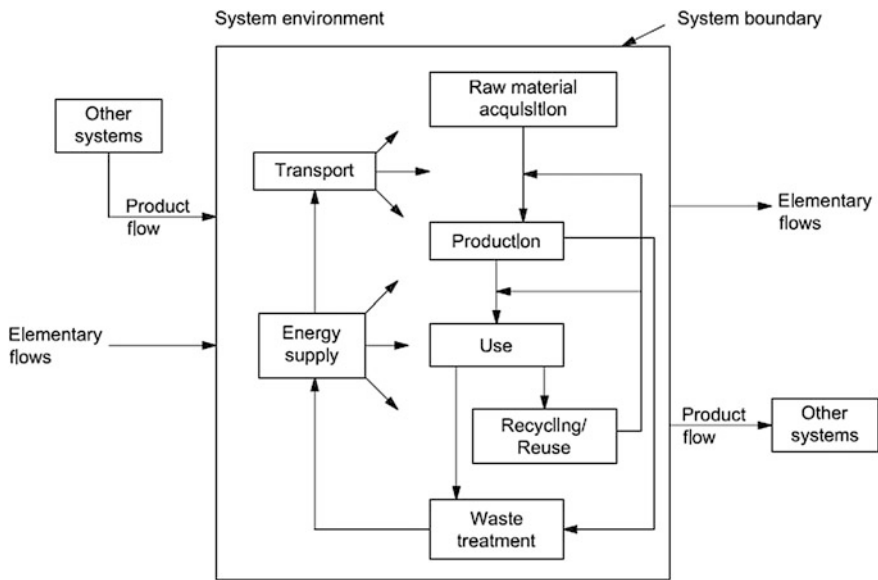 System environment
System boundary
Raw material
acquisition
Other
systems
Transport
Product
flow
Elementary
flows
Production
Elementary
flows
Energy
supply
Use
Recycling/
Reuse
Product
flow
Other
systems
Waste
treatment